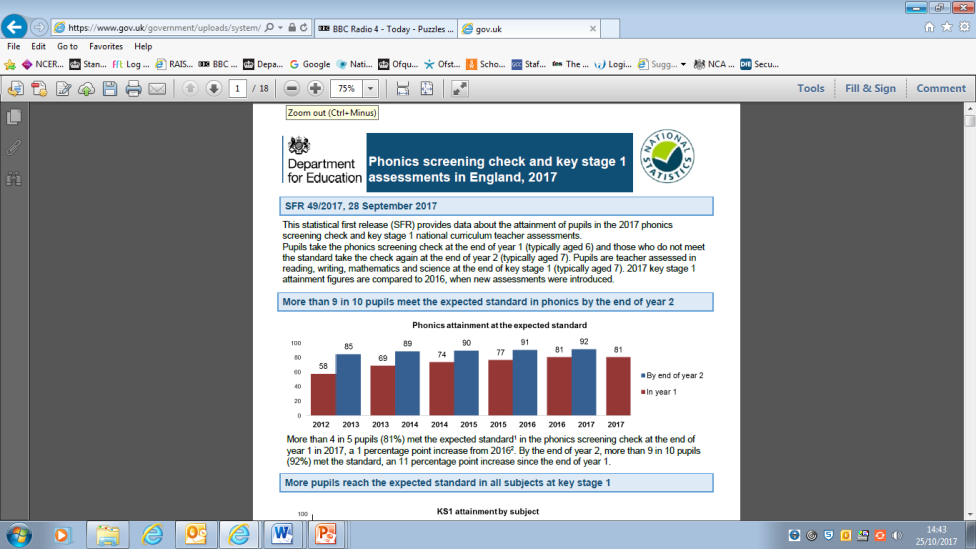 https://www.gov.uk/government/uploads/system/
BBC Radio 4 - Today - Puzzles ...
gov.uk
File Edit Go to Favorites Help
NCER... Stan... fft Log ... RAIS... BBC ... Depa... Google Nati... Ofqu... Ofst... Scho... Staf... The ... Logi... Sugg... NCA ... Secu...
1 / 18 75% Tools Fill & Sign Comment
Zoom out (Ctrl+Minus)
Department
for Education
Phonics screening check and key stage 1
assessments in England, 2017
NATIONAL STATISTICS
SFR 49/2017, 28 September 2017
This statistical first release (SFR) provides data about the attainment of pupils in the 2017 phonics
screening check and key stage 1 national curriculum teacher assessments.
Pupils take the phonics screening check at the end of year 1 (typically aged 6) and those who do not meet
the standard take the check again at the end of year 2 (typically aged 7). Pupils are teacher assessed in
reading, writing, mathematics and science at the end of key stage 1 (typically aged 7). 2017 key stage 1
attainment figures are compared to 2016, when new assessments were introduced.
More than 9 in 10 pupils meet the expected standard in phonics by the end of year 2
Phonics attainment at the expected standard
100
80
60
40
20
0
58 85 69 89 74 90 77 91 81 92 81
2012 2013 2013 2014 2014 2015 2015 2016 2016 2017 2017
By end of year 2
In year 1
More than 4 in 5 pupils (81%) met the expected standard¹ in the phonics screening check at the end of
year 1 in 2017, a 1 percentage point increase from 2016². By the end of year 2, more than 9 in 10 pupils
(92%) met the standard, an 11 percentage point increase since the end of year 1.
More pupils reach the expected standard in all subjects at key stage 1
KS1 attainment by subject
100
14:43
25/10/2017